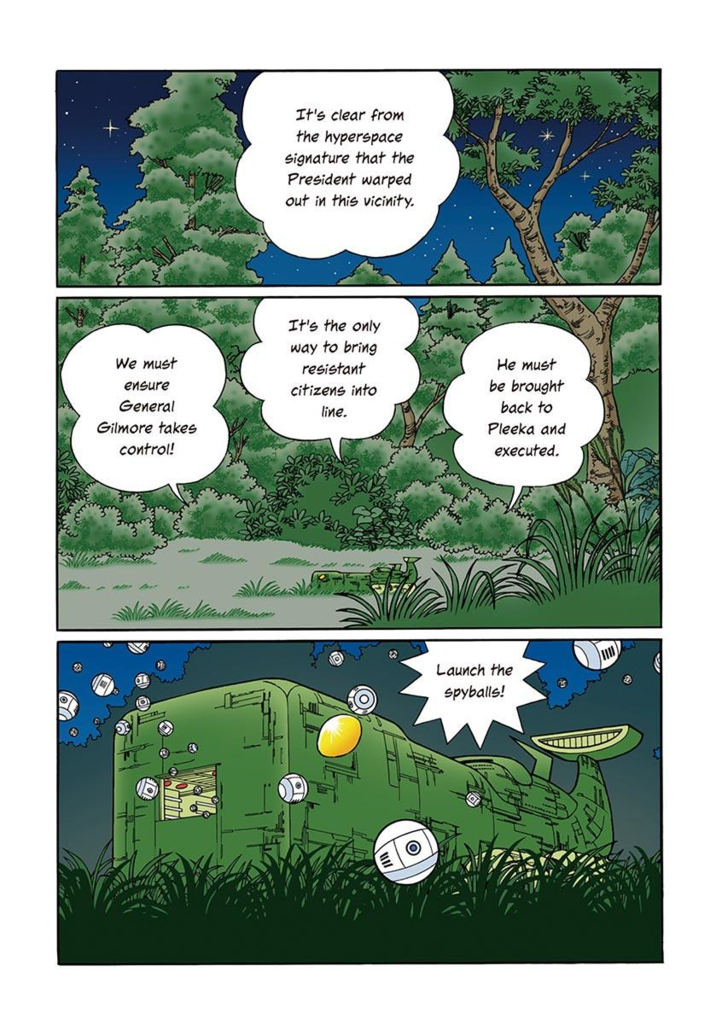 It's clear from
the hyperspace
signature that the
President warped
out in this vicinity.
We must
ensure
General
Gilmore takes
control!
It's the only
way to bring
resistant
citizens into
line.
He must
be brought
back to
Pleeka and
executed.
Launch the
spyballs!